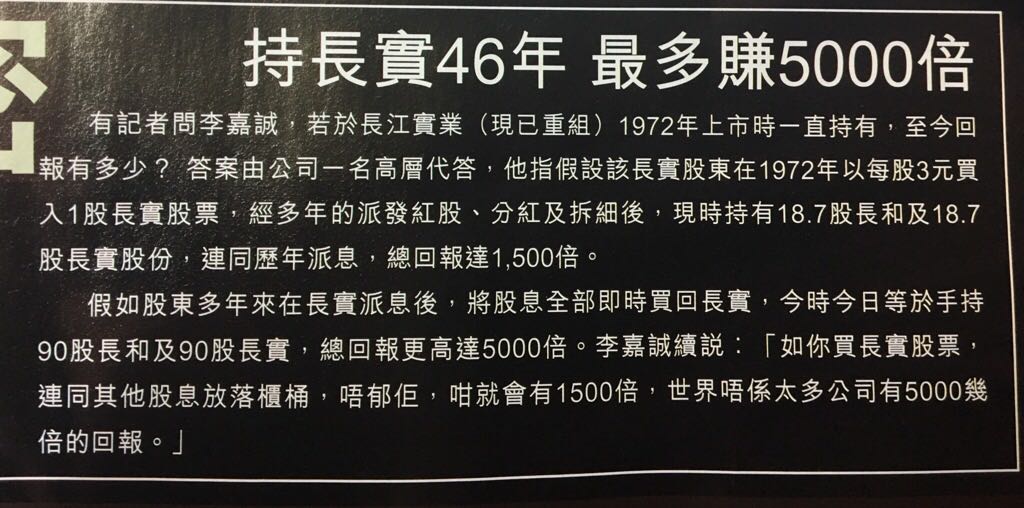 持長實46年 最多賺5000倍
有記者問李嘉誠，若於長江實業（現已重組）1972年上市時一直持有，至今回
報有多少？ 答案由公司一名高層代答，他指假設該長實股東在1972年以每股3元買
入1股長實股票，經多年的派發紅股、分紅及拆細後，現時持有18.7股長和及18.7
股長實股份，連同歷年派息，總回報達1,500倍。
假如股東多年來在長實派息後，將股息全部即時買回長實，今時今日等於手持
90股長和及90股長實，總回報更高達5000倍。李嘉誠續説：「如你買長實股票，
連同其他股息放落櫃桶，唔郁佢，咁就會有1500倍，世界唔係太多公司有5000幾
倍的回報。」